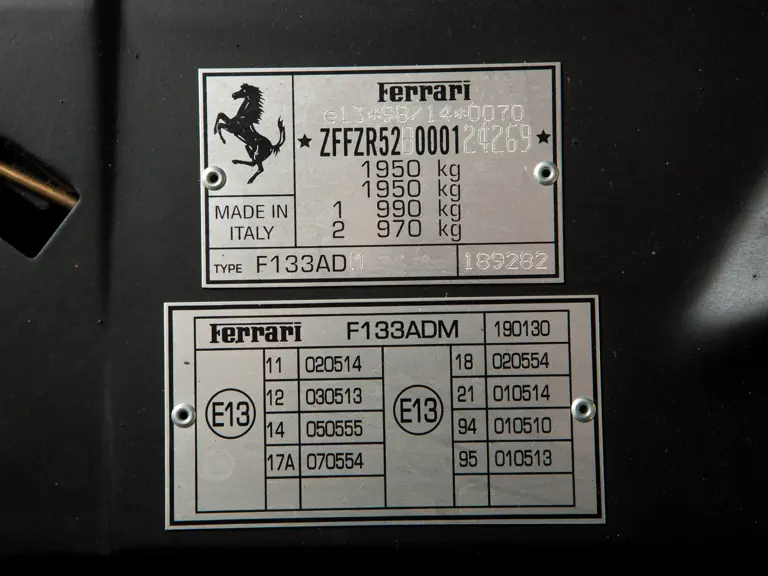 Ferrari
e13*98/14*0070
★ ZFFZR52B000124269 ★
1950 kg
1950 kg
1 990 kg
2 970 kg
MADE IN
ITALY
TYPE F133ADM 189282
Ferrari F133ADM 190130
E13
11 020514
12 030513
14 050555
17A 070554
E13
18 020554
21 010514
94 010510
95 010513